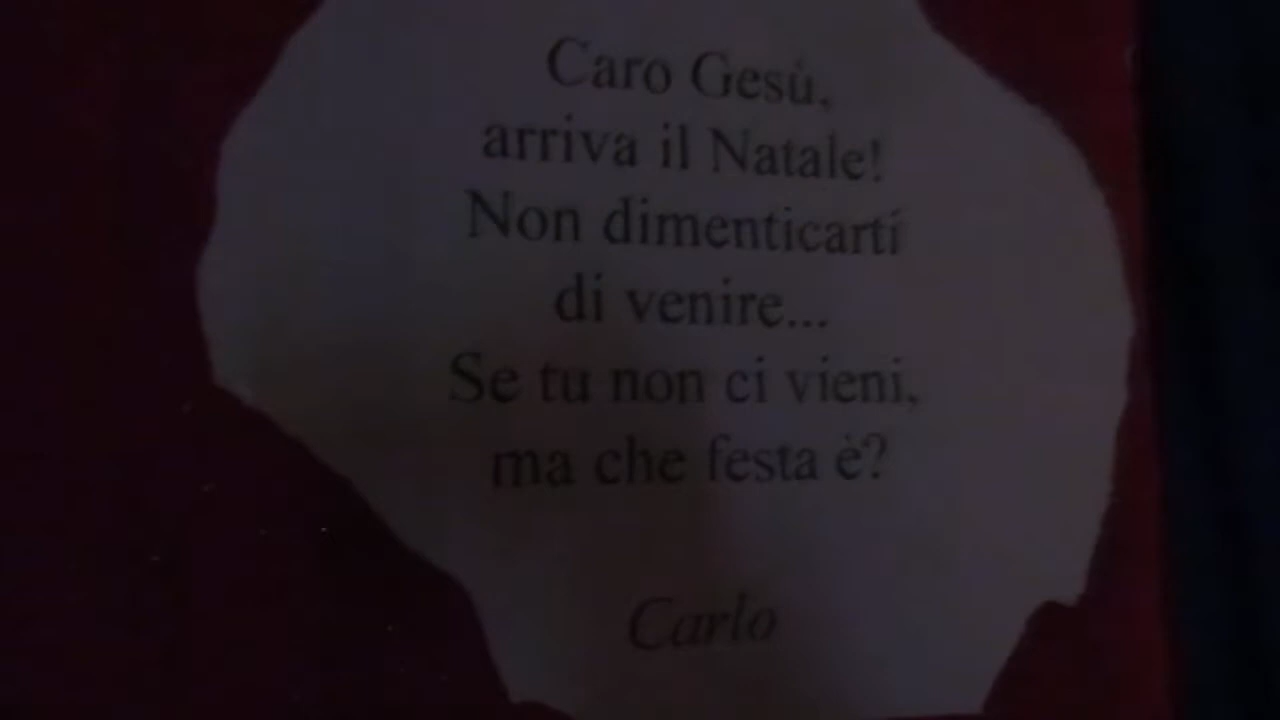 Caro Gesù,
arriva il Natale!
Non dimenticarti
di venire...
Se tu non ci vieni,
ma che festa è?
Carlo